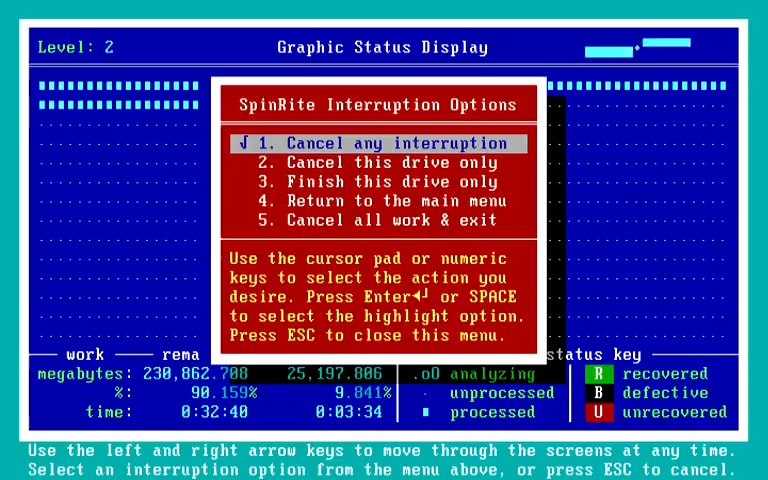 Level: 2 Graphic Status Display
SpinRite Interruption Options
√ 1. Cancel any interruption
2. Cancel this drive only
3. Finish this drive only
4. Return to the main menu
5. Cancel all work & exit
Use the cursor pad or numeric
keys to select the action you
desire. Press Enter◄┘ or SPACE
to select the highlight option.
Press ESC to close this menu.
work rema status key
megabytes: 230,862.708 25,197.806 .oO analyzing R recovered
%: 90.159% 9.841% . unprocessed B defective
time: 0:32:40 0:03:34 processed U unrecovered
Use the left and right arrow keys to move through the screens at any time.
Select an interruption option from the menu above, or press ESC to cancel.